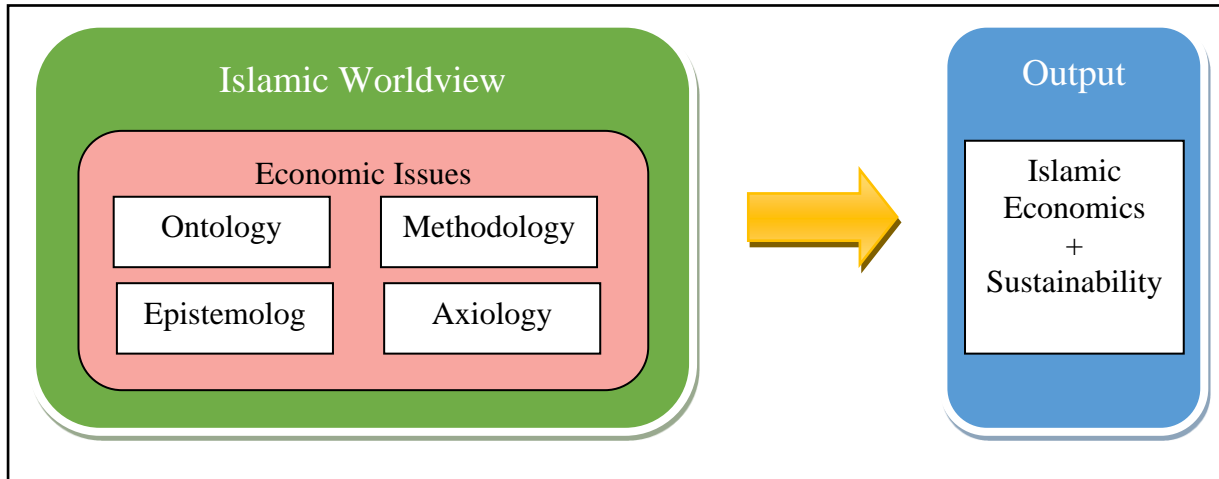 Islamic Worldview
Economic Issues
Ontology
Methodology
Epistemolog
Axiology
Output
Islamic
Economics
+
Sustainability